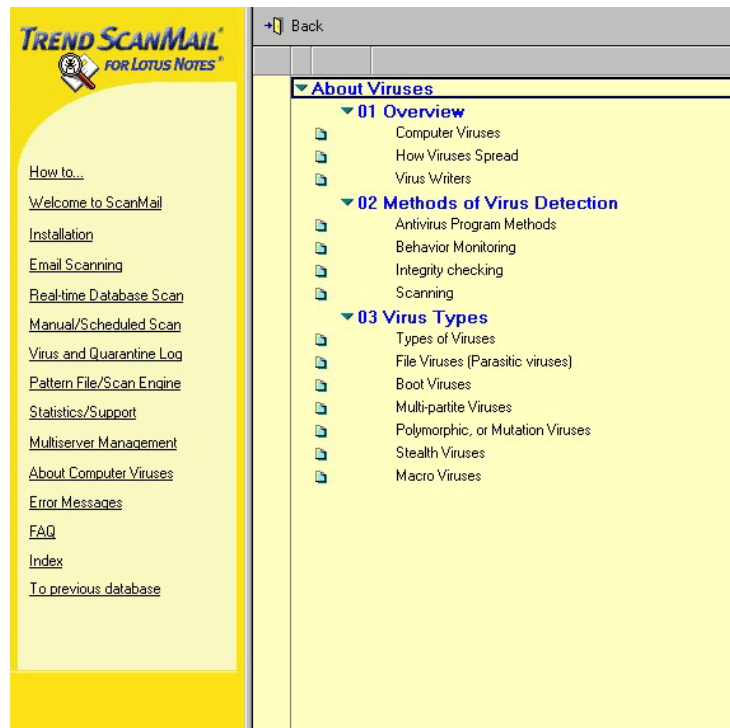 TREND SCANMAIL
FOR LOTUS NOTES®
How to...
Welcome to ScanMail
Installation
Email Scanning
Real-time Database Scan
Manual/Scheduled Scan
Virus and Quarantine Log
Pattern File/Scan Engine
Statistics/Support
Multiserver Management
About Computer Viruses
Error Messages
FAQ
Index
To previous database
Back
About Viruses
01 Overview
Computer Viruses
How Viruses Spread
Virus Writers
02 Methods of Virus Detection
Antivirus Program Methods
Behavior Monitoring
Integrity checking
Scanning
03 Virus Types
Types of Viruses
File Viruses (Parasitic viruses)
Boot Viruses
Multi-partite Viruses
Polymorphic, or Mutation Viruses
Stealth Viruses
Macro Viruses